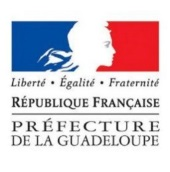 Liberté • Égalité • Fraternité
RÉPUBLIQUE FRANÇAISE
PRÉFECTURE
DE LA GUADELOUPE